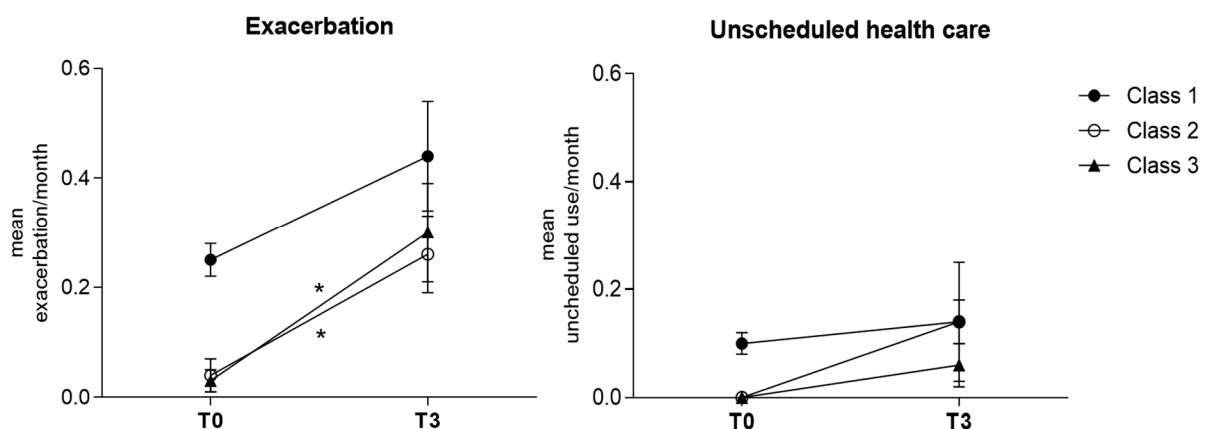 Exacerbation
mean
exacerbation/month
0.6
0.4
0.2
0.0
*
*
T0
T3
Unscheduled health care
mean
uncheduled use/month
0.6
0.4
0.2
0.0
T0
T3
Class 1
Class 2
Class 3